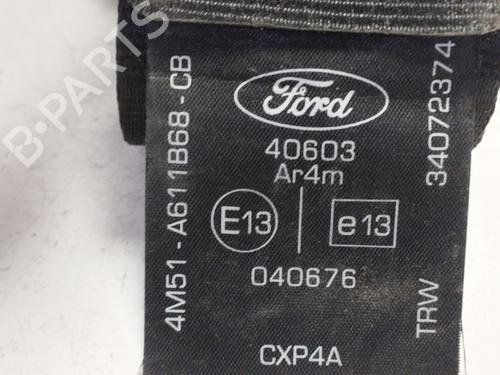 Ford
40603
Ar4m
E13 e13
040676
CXP4A
4M51 - A611B68 - CB
34072374
TRW
B-PARTS